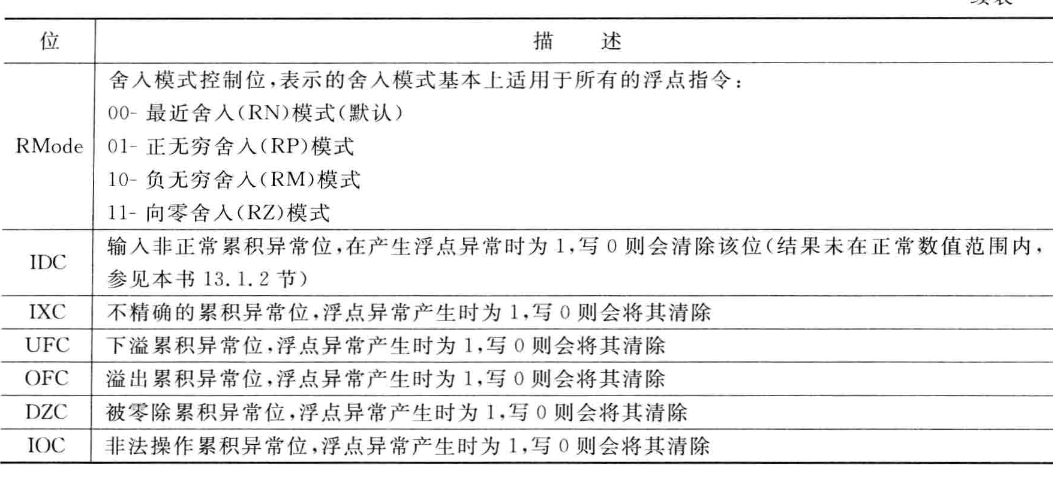 位 描 述
舍入模式控制位,表示的舍入模式基本上适用于所有的浮点指令:
00- 最近舍入(RN)模式(默认)
RMode 01- 正无穷舍入(RP)模式
10- 负无穷舍入(RM)模式
11- 向零舍入(RZ)模式
IDC 输入非正常累积异常位,在产生浮点异常时为 1,写 0 则会清除该位(结果未在正常数值范围内,
参见本书 13.1.2 节)
IXC 不精确的累积异常位,浮点异常产生时为 1,写 0 则会将其清除
UFC 下溢累积异常位,浮点异常产生时为 1,写 0 则会将其清除
OFC 溢出累积异常位,浮点异常产生时为 1,写 0 则会将其清除
DZC 被零除累积异常位,浮点异常产生时为 1,写 0 则会将其清除
IOC 非法操作累积异常位,浮点异常产生时为 1,写 0 则会将其清除